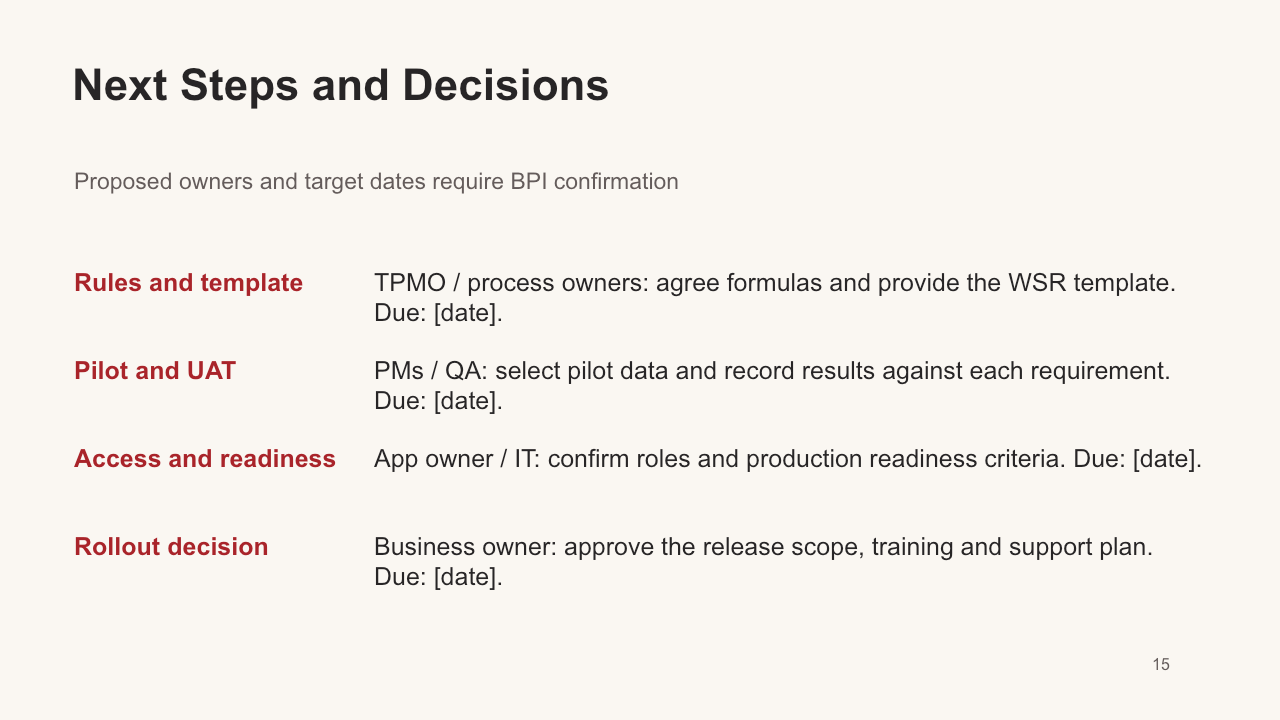 Next Steps and Decisions
Proposed owners and target dates require BPI confirmation
Rules and template
TPMO / process owners: agree formulas and provide the WSR template.
Due: [date].
Pilot and UAT
PMs / QA: select pilot data and record results against each requirement.
Due: [date].
Access and readiness
App owner / IT: confirm roles and production readiness criteria. Due: [date].
Rollout decision
Business owner: approve the release scope, training and support plan.
Due: [date].
15